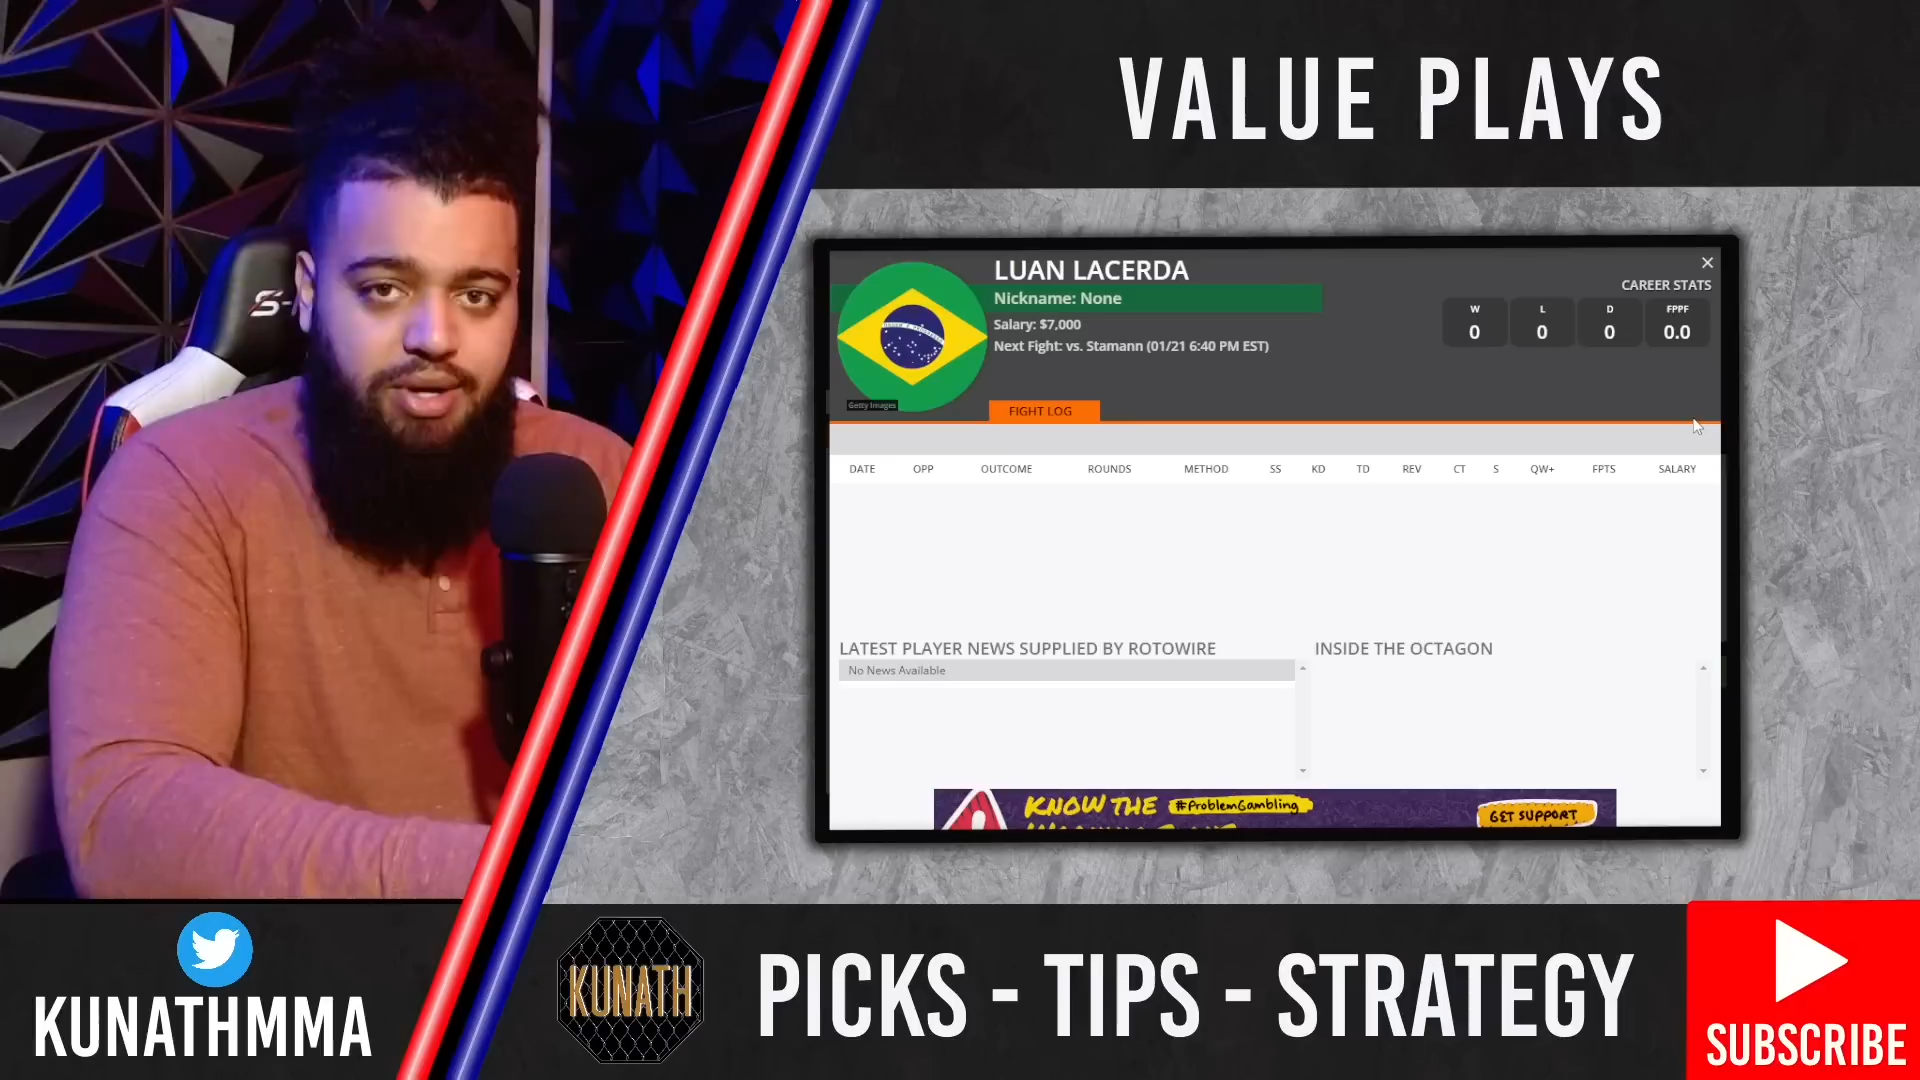 VALUE PLAYS
LUAN LACERDA
Nickname: None
Salary: $7,000
Next Fight: vs. Stamann (01/21 6:40 PM EST)
CAREER STATS
W L D FPPF
0 0 0 0.0
Getty Images
FIGHT LOG
DATE OPP OUTCOME ROUNDS METHOD SS KD TD REV CT S QW+ FPTS SALARY
LATEST PLAYER NEWS SUPPLIED BY ROTOWIRE
No News Available
INSIDE THE OCTAGON
KNOW THE #ProblemGambling
GET SUPPORT
KUNATHMMA
KUNATH
PICKS - TIPS - STRATEGY
SUBSCRIBE